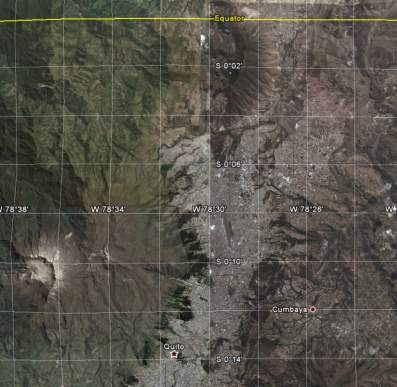 Equator
S 0°02'
S 0°06'
W 78°38' W 78°34' W 78°30' W 78°26' W
S 0°10'
Cumbaya
Quito
S 0°14'